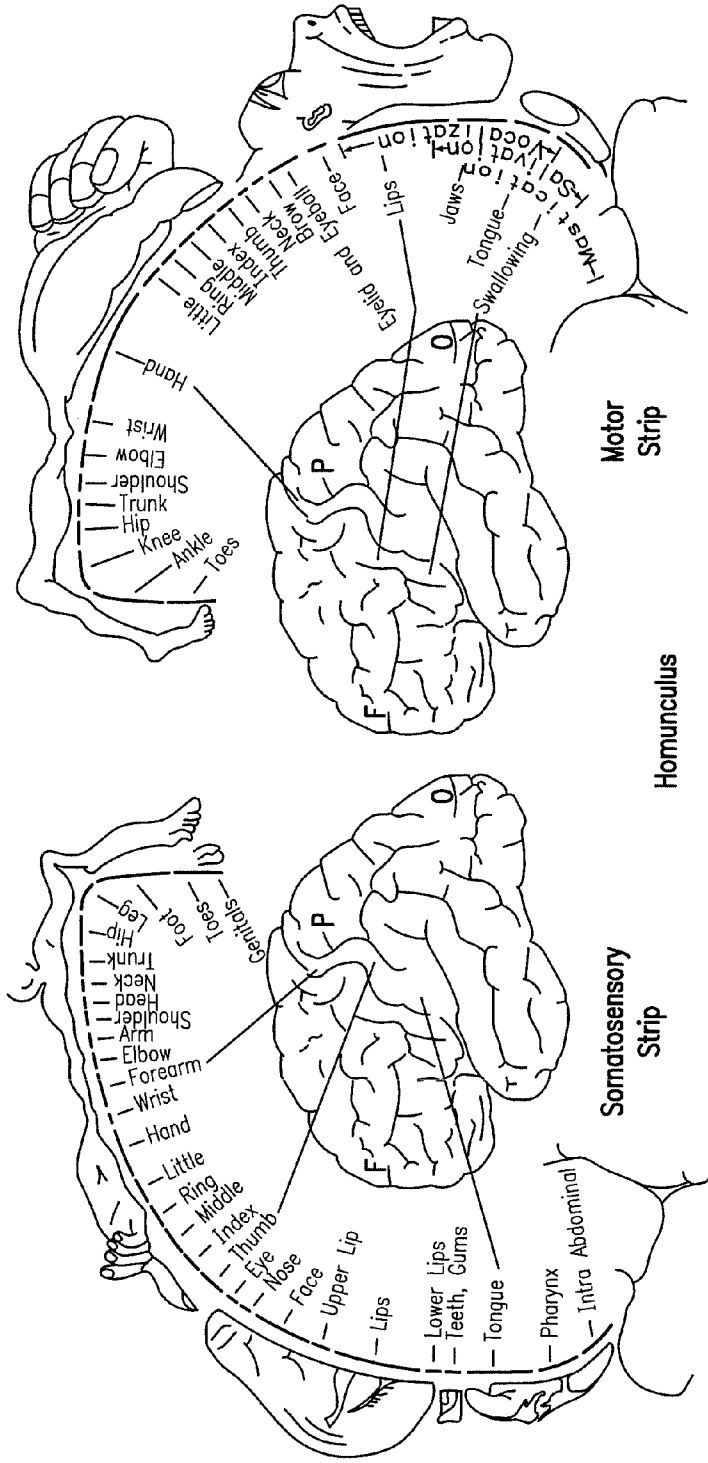 Genitals
Toes
Foot
Leg
Hip
Trunk
Neck
Head
Shoulder
Arm
Elbow
Forearm
Wrist
Hand
Little
Ring
Middle
Index
Thumb
Eye
Nose
Face
Upper Lip
Lips
Lower Lips
Teeth, Gums
Tongue
Pharynx
Intra Abdominal
F
P
O
T
Somatosensory
Strip
Toes
Ankle
Knee
Hip
Trunk
Shoulder
Elbow
Wrist
Hand
Little
Ring
Middle
Index
Thumb
Neck
Brow
Eyelid and Eyeball
Face
Lips
Jaws
Tongue
Swallowing
Vocalization
Salivation
Mastication
F
P
O
T
Motor
Strip
Homunculus